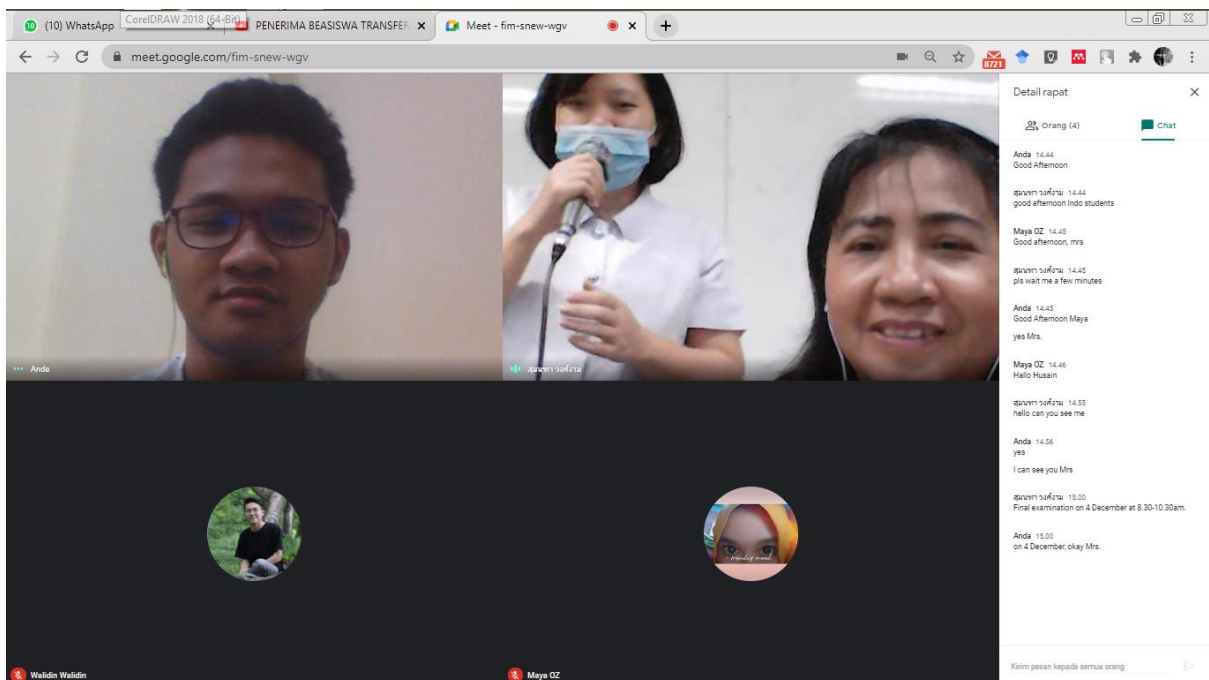 (10) WhatsApp
CorelDRAW 2018 (64-Bit)
PENERIMA BEASISWA TRANSFER
Meet - fim-snew-wgv
meet.google.com/fim-snew-wgv
8721
Detail rapat
Orang (4)
Chat
Anda 14.44
Good Afternoon
สุมนทา วงศ์งาม 14.44
good afternoon Indo students
Maya OZ 14.45
Good afternoon, mrs
สุมนทา วงศ์งาม 14.45
pls wait me a few minutes
Anda 14.45
Good Afternoon Maya
yes Mrs.
Maya OZ 14.46
Hallo Husain
สุมนทา วงศ์งาม 14.55
hello can you see me
Anda 14.56
yes
I can see you Mrs
สุมนทา วงศ์งาม 15.00
Final examination on 4 December at 8.30-10.30am.
Anda 15.00
on 4 December, okay Mrs.
Kirim pesan kepada semua orang
Anda
สุมนทา วงศ์งาม
monday mood
Walidin Walidin
Maya OZ